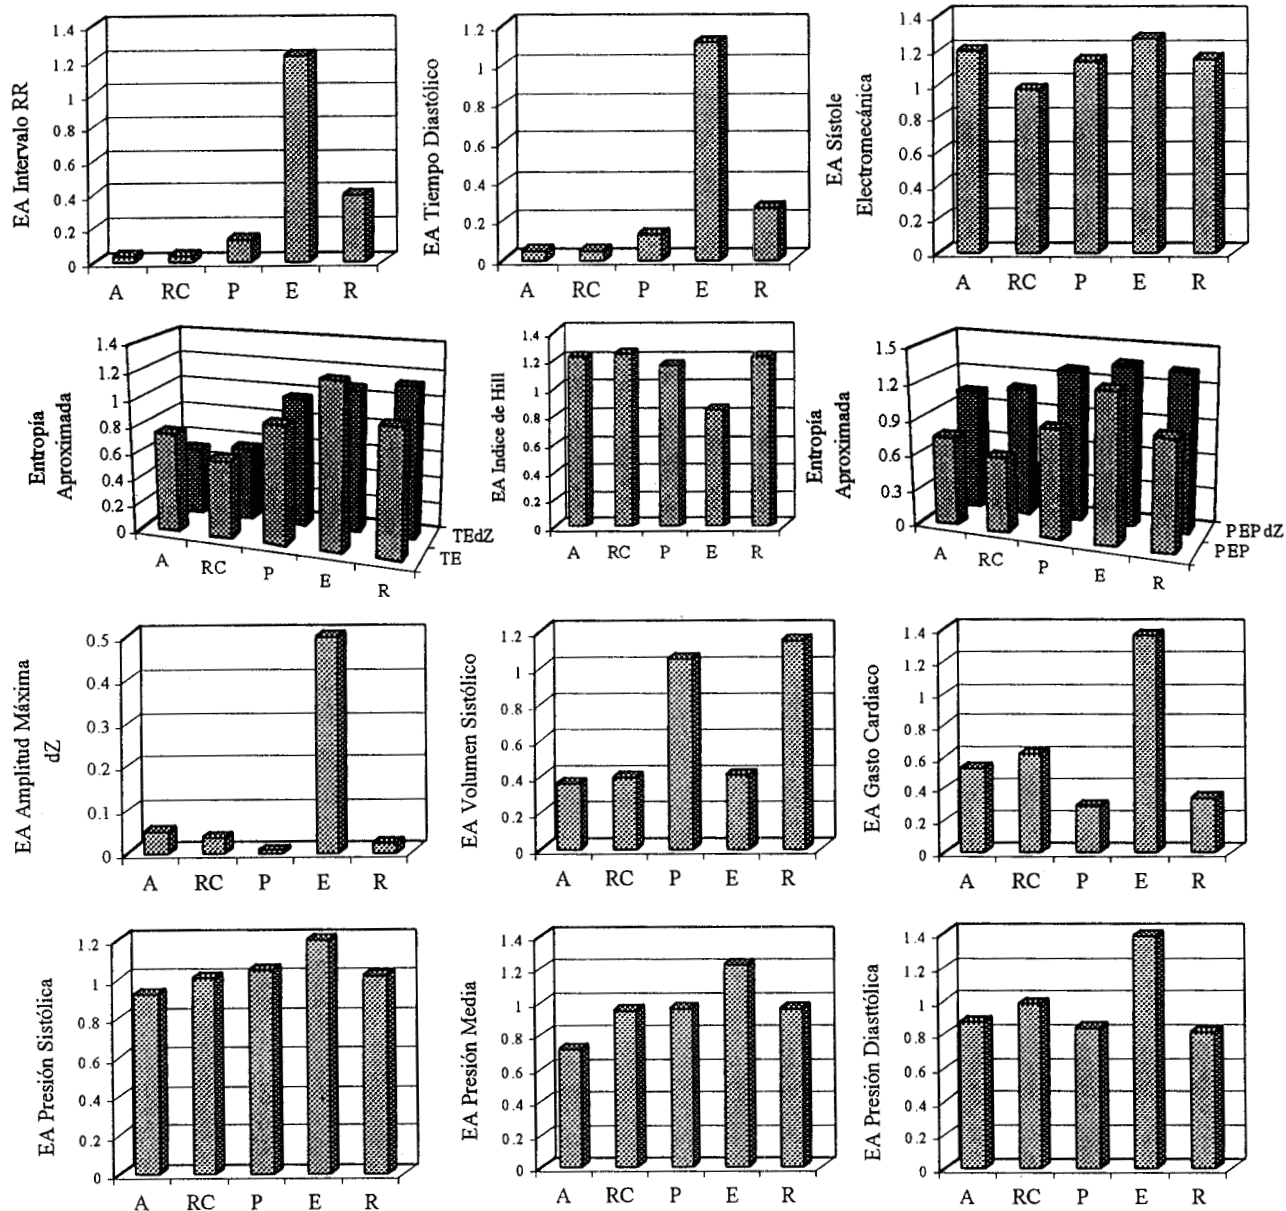 EA Intervalo RR
1.4
1.2
1
0.8
0.6
0.4
0.2
0
A RC P E R
EA Tiempo Diastólico
1.2
1
0.8
0.6
0.4
0.2
0
A RC P E R
EA Sístole
Electromecánica
1.4
1.2
1
0.8
0.6
0.4
0.2
0
A RC P E R
Entropía
Aproximada
1.4
1.2
1
0.8
0.6
0.4
0.2
0
A RC P E R
TEdZ
TE
EA Indice de Hill
1.4
1.2
1
0.8
0.6
0.4
0.2
0
A RC P E R
Entropía
Aproximada
1.5
1.2
0.9
0.6
0.3
0
A RC P E R
PEPdZ
PEP
EA Amplitud Máxima
dZ
0.5
0.4
0.3
0.2
0.1
0
A RC P E R
EA Volumen Sistólico
1.2
1
0.8
0.6
0.4
0.2
0
A RC P E R
EA Gasto Cardiaco
1.4
1.2
1
0.8
0.6
0.4
0.2
0
A RC P E R
EA Presión Sistólica
1.2
1
0.8
0.6
0.4
0.2
0
A RC P E R
EA Presión Media
1.4
1.2
1
0.8
0.6
0.4
0.2
0
A RC P E R
EA Presión Diasttólica
1.4
1.2
1
0.8
0.6
0.4
0.2
0
A RC P E R